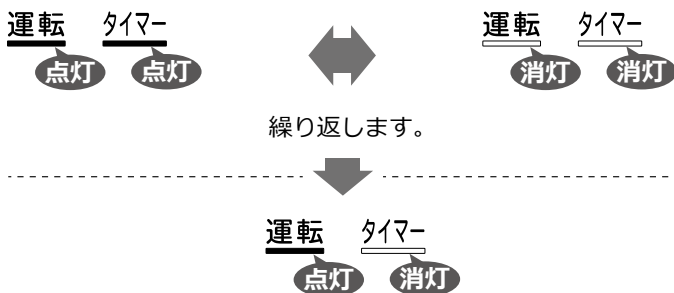 運転 タイマー 運転 タイマー
点灯 点灯 消灯 消灯
繰り返します。
運転 タイマー
点灯 消灯